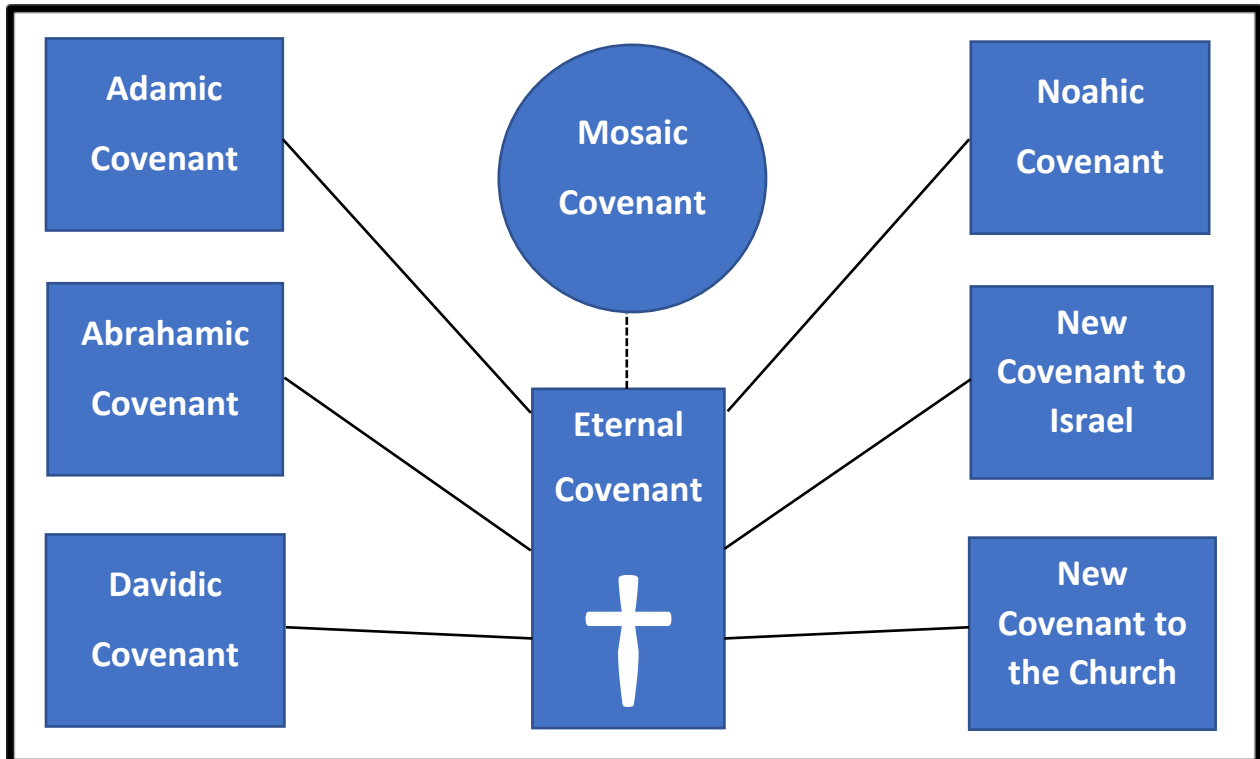 Adamic
Covenant
Mosaic
Covenant
Noahic
Covenant
Abrahamic
Covenant
Eternal
Covenant
New
Covenant to
Israel
Davidic
Covenant
New
Covenant to
the Church